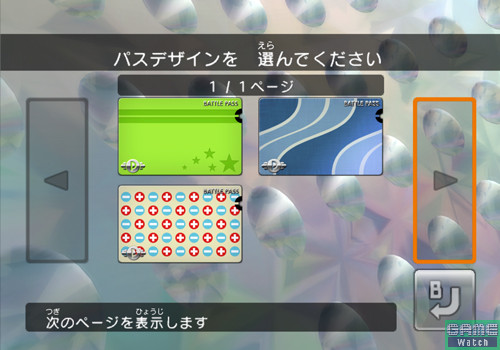 パスデザインを 選んでください
えら
1/1ページ
BATTLE PASS
BATTLE PASS
BATTLE PASS
B
つぎ ひょうじ
次のページを表示します
GAME
Watch